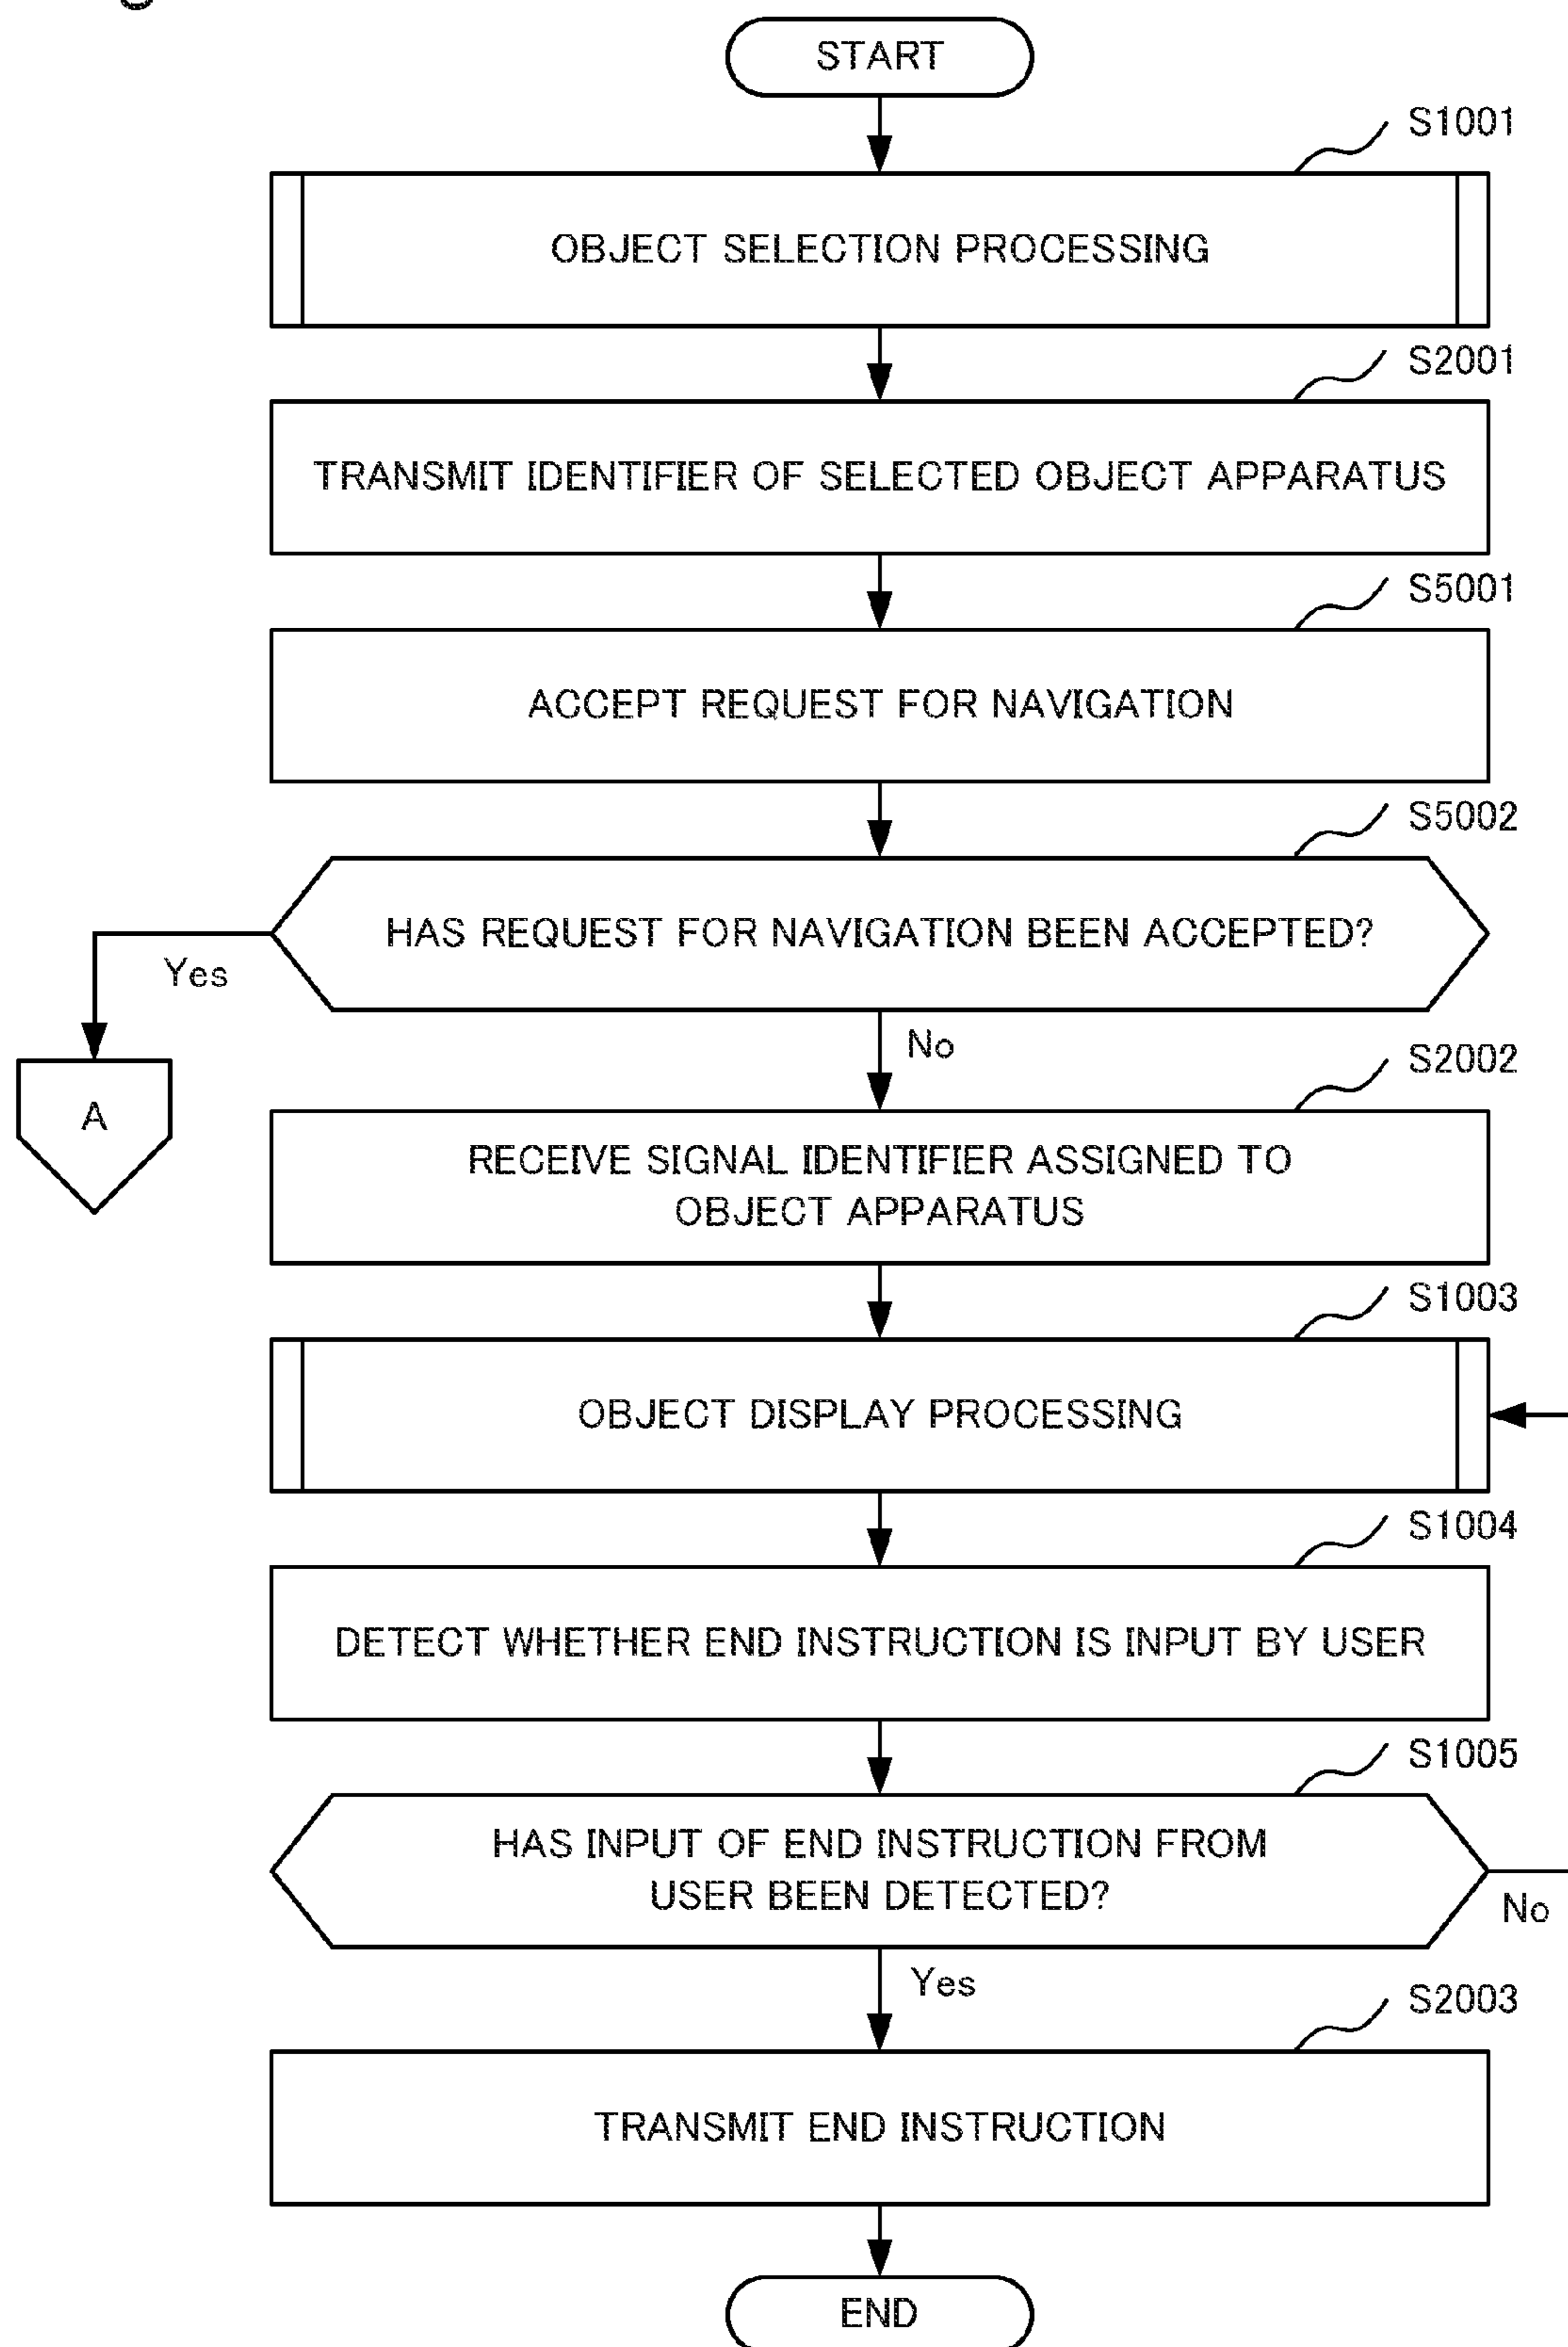 START
S1001
OBJECT SELECTION PROCESSING
S2001
TRANSMIT IDENTIFIER OF SELECTED OBJECT APPARATUS
S5001
ACCEPT REQUEST FOR NAVIGATION
S5002
HAS REQUEST FOR NAVIGATION BEEN ACCEPTED?
Yes
No
A
S2002
RECEIVE SIGNAL IDENTIFIER ASSIGNED TO
OBJECT APPARATUS
S1003
OBJECT DISPLAY PROCESSING
S1004
DETECT WHETHER END INSTRUCTION IS INPUT BY USER
S1005
HAS INPUT OF END INSTRUCTION FROM
USER BEEN DETECTED?
No
Yes
S2003
TRANSMIT END INSTRUCTION
END